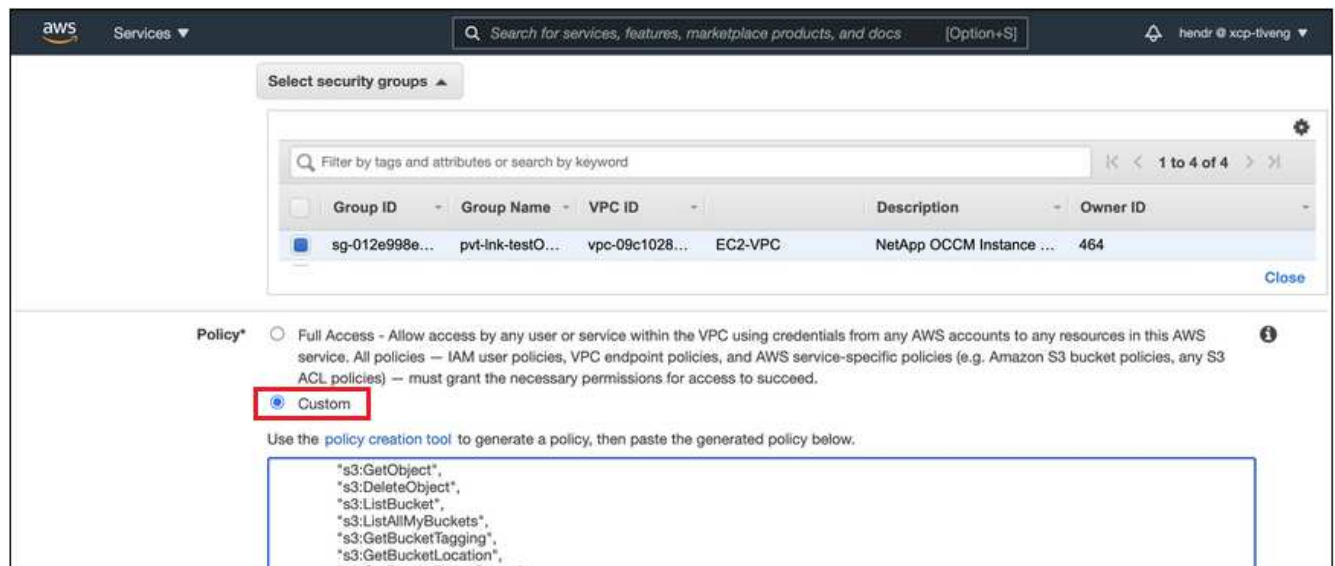 aws Services ▼ Search for services, features, marketplace products, and docs [Option+S] hendr @ xcp-tlveng ▼
Select security groups ▲
Filter by tags and attributes or search by keyword 1 to 4 of 4
Group ID Group Name VPC ID Description Owner ID
sg-012e998e... pvt-lnk-testO... vpc-09c1028... EC2-VPC NetApp OCCM Instance ... 464
Close
Policy* Full Access - Allow access by any user or service within the VPC using credentials from any AWS accounts to any resources in this AWS
service. All policies — IAM user policies, VPC endpoint policies, and AWS service-specific policies (e.g. Amazon S3 bucket policies, any S3
ACL policies) — must grant the necessary permissions for access to succeed.
Custom
Use the policy creation tool to generate a policy, then paste the generated policy below.
"s3:GetObject",
"s3:DeleteObject",
"s3:ListBucket",
"s3:ListAllMyBuckets",
"s3:GetBucketTagging",
"s3:GetBucketLocation",